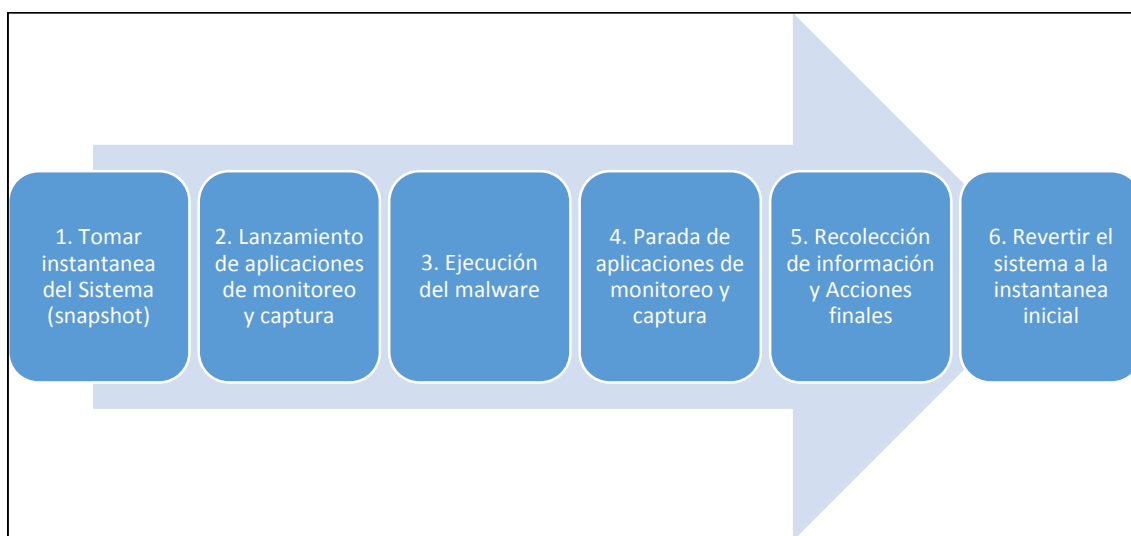 1. Tomar
instantanea
del Sistema
(snapshot)
2. Lanzamiento
de aplicaciones
de monitoreo
y captura
3. Ejecución
del malware
4. Parada de
aplicaciones de
monitoreo y
captura
5. Recolección
de información
y Acciones
finales
6. Revertir el
sistema a la
instantanea
inicial